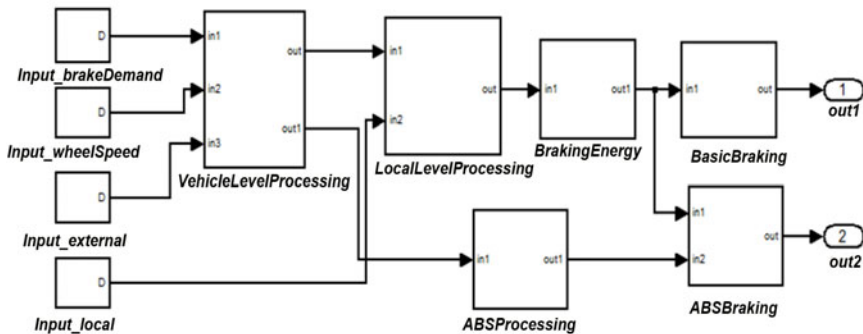 D
Input_brakeDemand
D
Input_wheelSpeed
D
Input_external
D
Input_local
in1
in2
in3
out
out1
VehicleLevelProcessing
in1
in2
out
LocalLevelProcessing
in1
out1
BrakingEnergy
in1
out
BasicBraking
1
out1
in1
out1
ABSProcessing
in1
in2
out
ABSBraking
2
out2